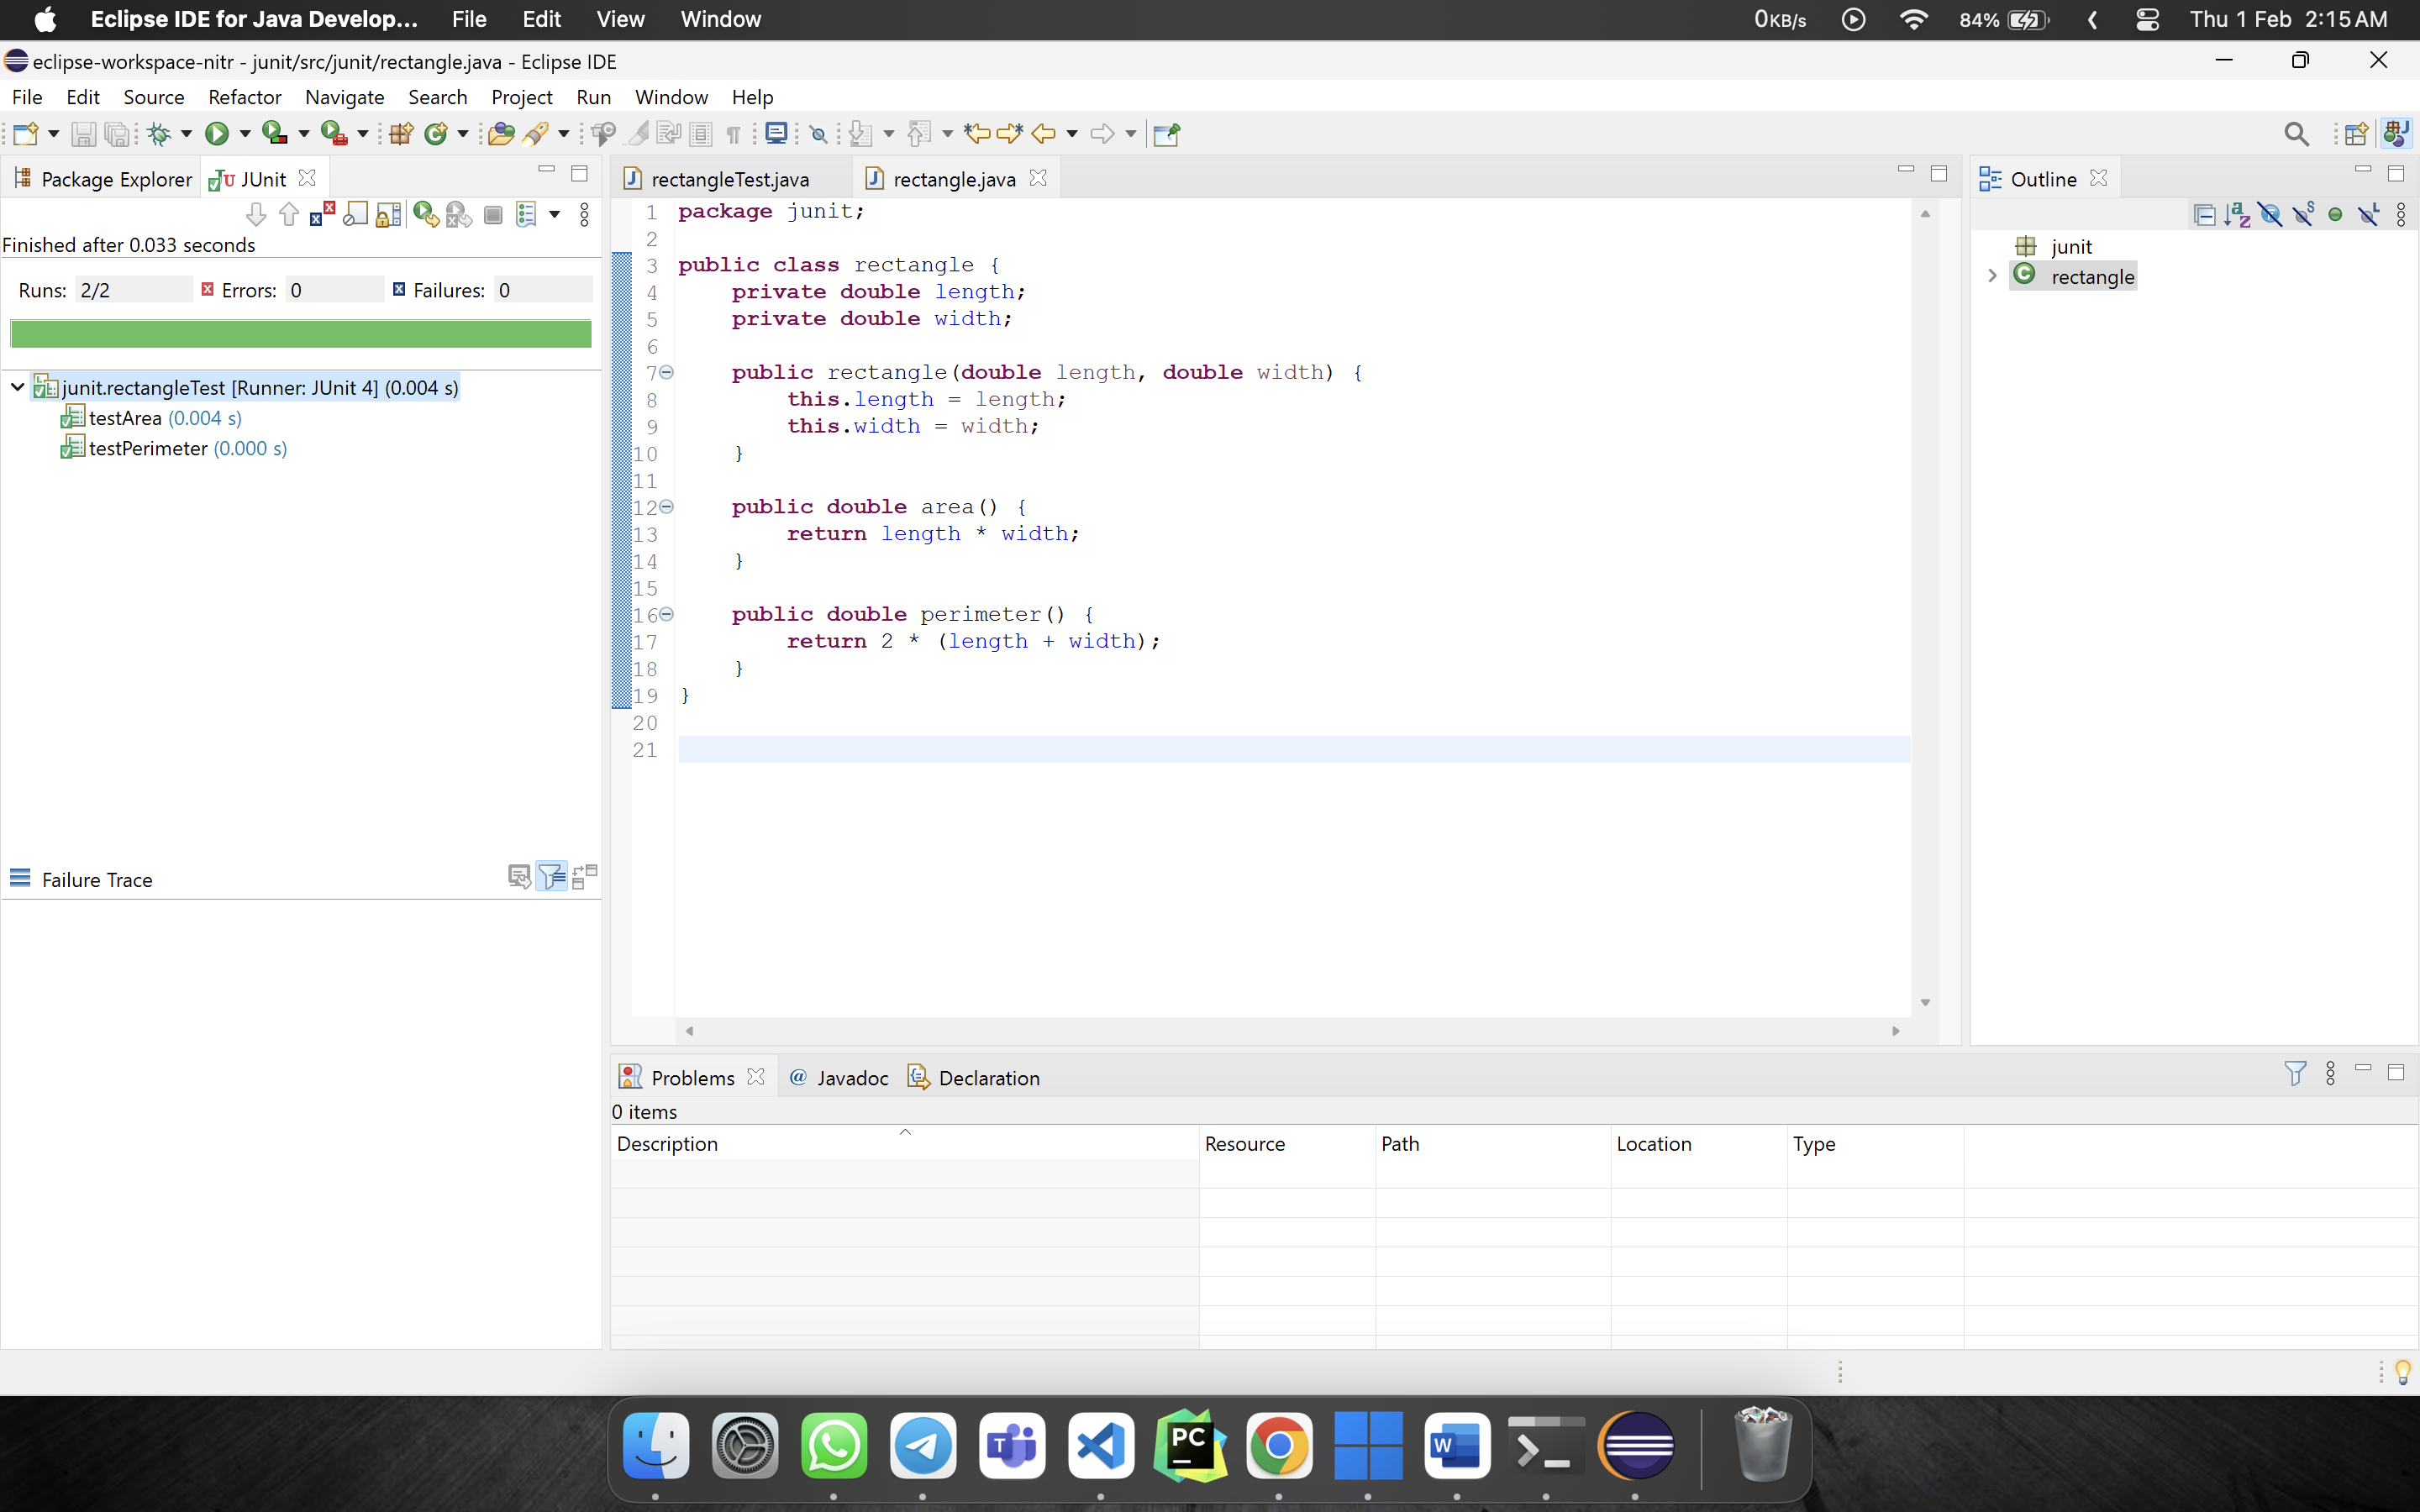 Eclipse IDE for Java Develop... File Edit View Window 0KB/s 84% Thu 1 Feb 2:15 AM
eclipse-workspace-nitr - junit/src/junit/rectangle.java - Eclipse IDE
File Edit Source Refactor Navigate Search Project Run Window Help
Package Explorer JUnit
Finished after 0.033 seconds
Runs: 2/2 Errors: 0 Failures: 0
junit.rectangleTest [Runner: JUnit 4] (0.004 s)
testArea (0.004 s)
testPerimeter (0.000 s)
Failure Trace
rectangleTest.java rectangle.java
1 package junit;
2
3 public class rectangle {
4 private double length;
5 private double width;
6
7 public rectangle(double length, double width) {
8 this.length = length;
9 this.width = width;
10 }
11
12 public double area() {
13 return length * width;
14 }
15
16 public double perimeter() {
17 return 2 * (length + width);
18 }
19 }
20
21
Outline
junit
rectangle
Problems @ Javadoc Declaration
0 items
Description Resource Path Location Type
T PC W